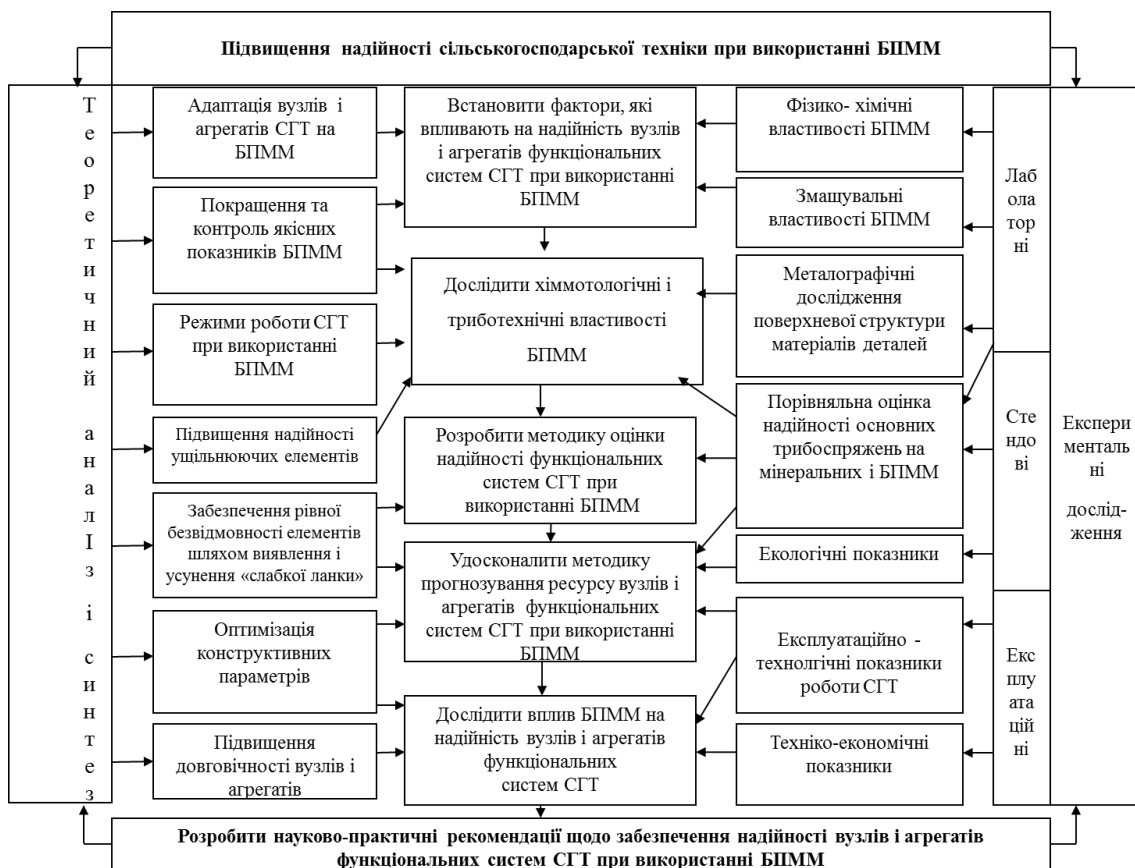 Підвищення надійності сільськогосподарської техніки при використанні БПММ
Теоретичний аналІз і синтез
Адаптація вузлів і
агрегатів СГТ на
БПММ
Покращення та
контроль якісних
показників БПММ
Режими роботи СГТ
при використанні
БПММ
Підвищення надійності
ущільнюючих елементів
Забезпечення рівної
безвідмовності елементів
шляхом виявлення і
усунення «слабкої ланки»
Оптимізація
конструктивних
параметрів
Підвищення
довговічності вузлів і
агрегатів
Встановити фактори, які
впливають на надійність вузлів
і агрегатів функціональних
систем СГТ при використанні
БПММ
Дослідити хіммотологічні і
триботехнічні властивості
БПММ
Розробити методику оцінки
надійності функціональних
систем СГТ при
використанні БПММ
Удосконалити методику
прогнозування ресурсу вузлів і
агрегатів функціональних
систем СГТ при використанні
БПММ
Дослідити вплив БПММ на
надійність вузлів і агрегатів
функціональних
систем СГТ
Фізико- хімічні
властивості БПММ
Змащувальні
властивості БПММ
Металографічні
дослідження
поверхневої структури
матеріалів деталей
Порівняльна оцінка
надійності основних
трибоспряжень на
мінеральних і БПММ
Екологічні показники
Експлуатаційно -
технолгічні показники
роботи СГТ
Техніко-економічні
показники
Лаб
ола
тор
ні
Сте
ндо
ві
Екс
плу
ата
цій
ні
Експери
менталь
ні
дослід-
ження
Розробити науково-практичні рекомендації щодо забезпечення надійності вузлів і агрегатів
функціональних систем СГТ при використанні БПММ